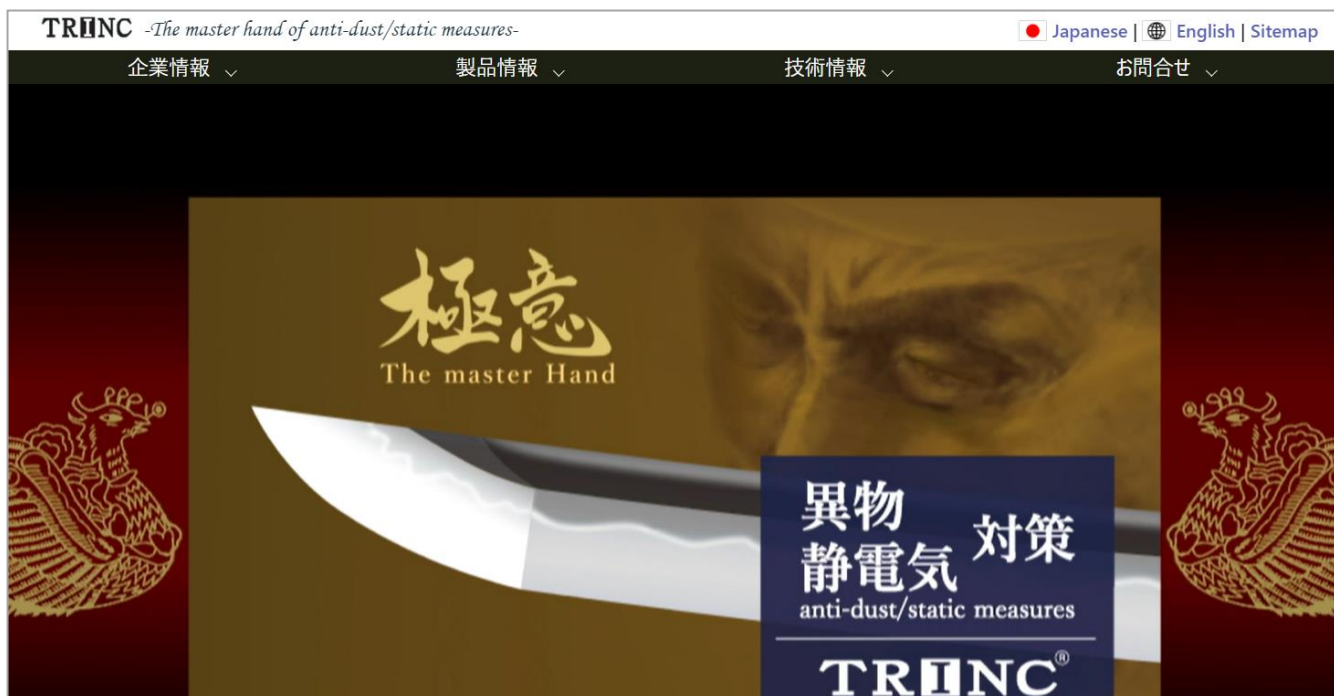 TRINC -The master hand of anti-dust/static measures-
Japanese | English | Sitemap
企業情報 製品情報 技術情報 お問合せ
極意
The master Hand
異物
静電気 対策
anti-dust/static measures
TRINC®